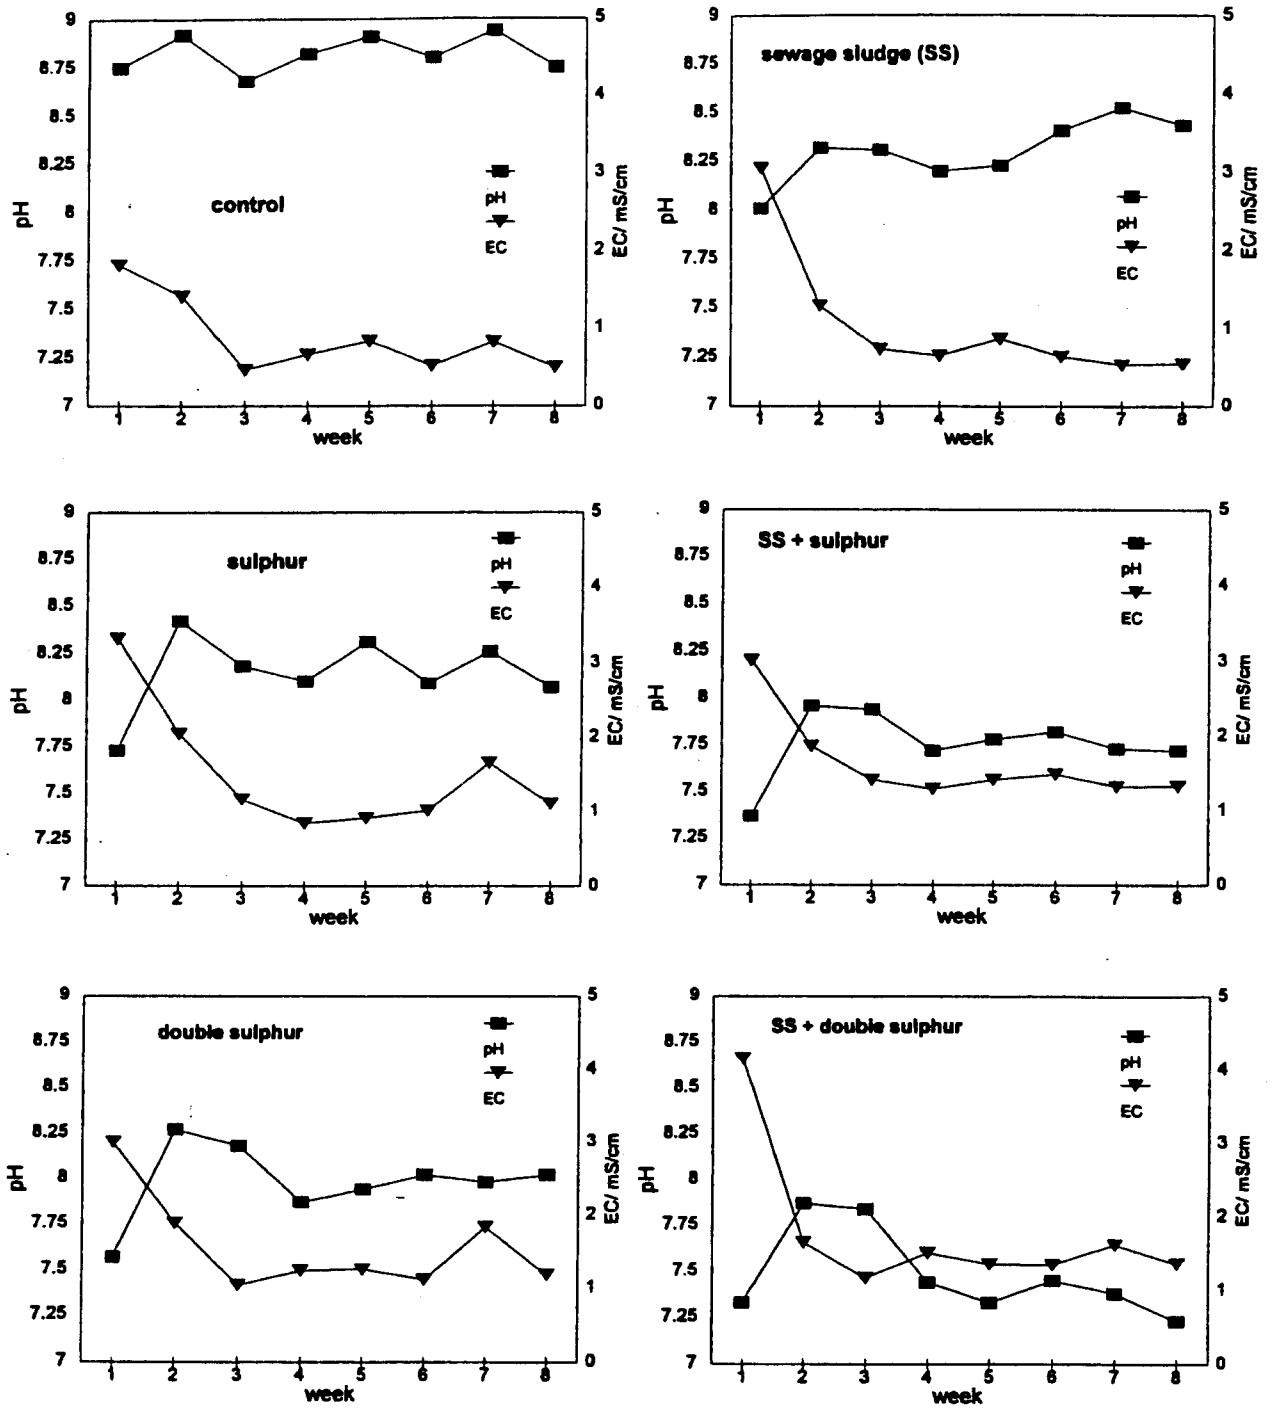 9
8.75
8.5
8.25
8
7.75
7.5
7.25
7
pH
control
pH
EC
5
4
3
2
1
0
EC/ mS/cm
1 2 3 4 5 6 7 8
week
9
8.75
8.5
8.25
8
7.75
7.5
7.25
7
pH
sewage sludge (SS)
pH
EC
5
4
3
2
1
0
EC/ mS/cm
1 2 3 4 5 6 7 8
week
9
8.75
8.5
8.25
8
7.75
7.5
7.25
7
pH
sulphur
pH
EC
5
4
3
2
1
0
EC/ mS/cm
1 2 3 4 5 6 7 8
week
9
8.75
8.5
8.25
8
7.75
7.5
7.25
7
pH
SS + sulphur
pH
EC
5
4
3
2
1
0
EC/ mS/cm
1 2 3 4 5 6 7 8
week
9
8.75
8.5
8.25
8
7.75
7.5
7.25
7
pH
double sulphur
pH
EC
5
4
3
2
1
0
EC/ mS/cm
1 2 3 4 5 6 7 8
week
9
8.75
8.5
8.25
8
7.75
7.5
7.25
7
pH
SS + double sulphur
pH
EC
5
4
3
2
1
0
EC/ mS/cm
1 2 3 4 5 6 7 8
week